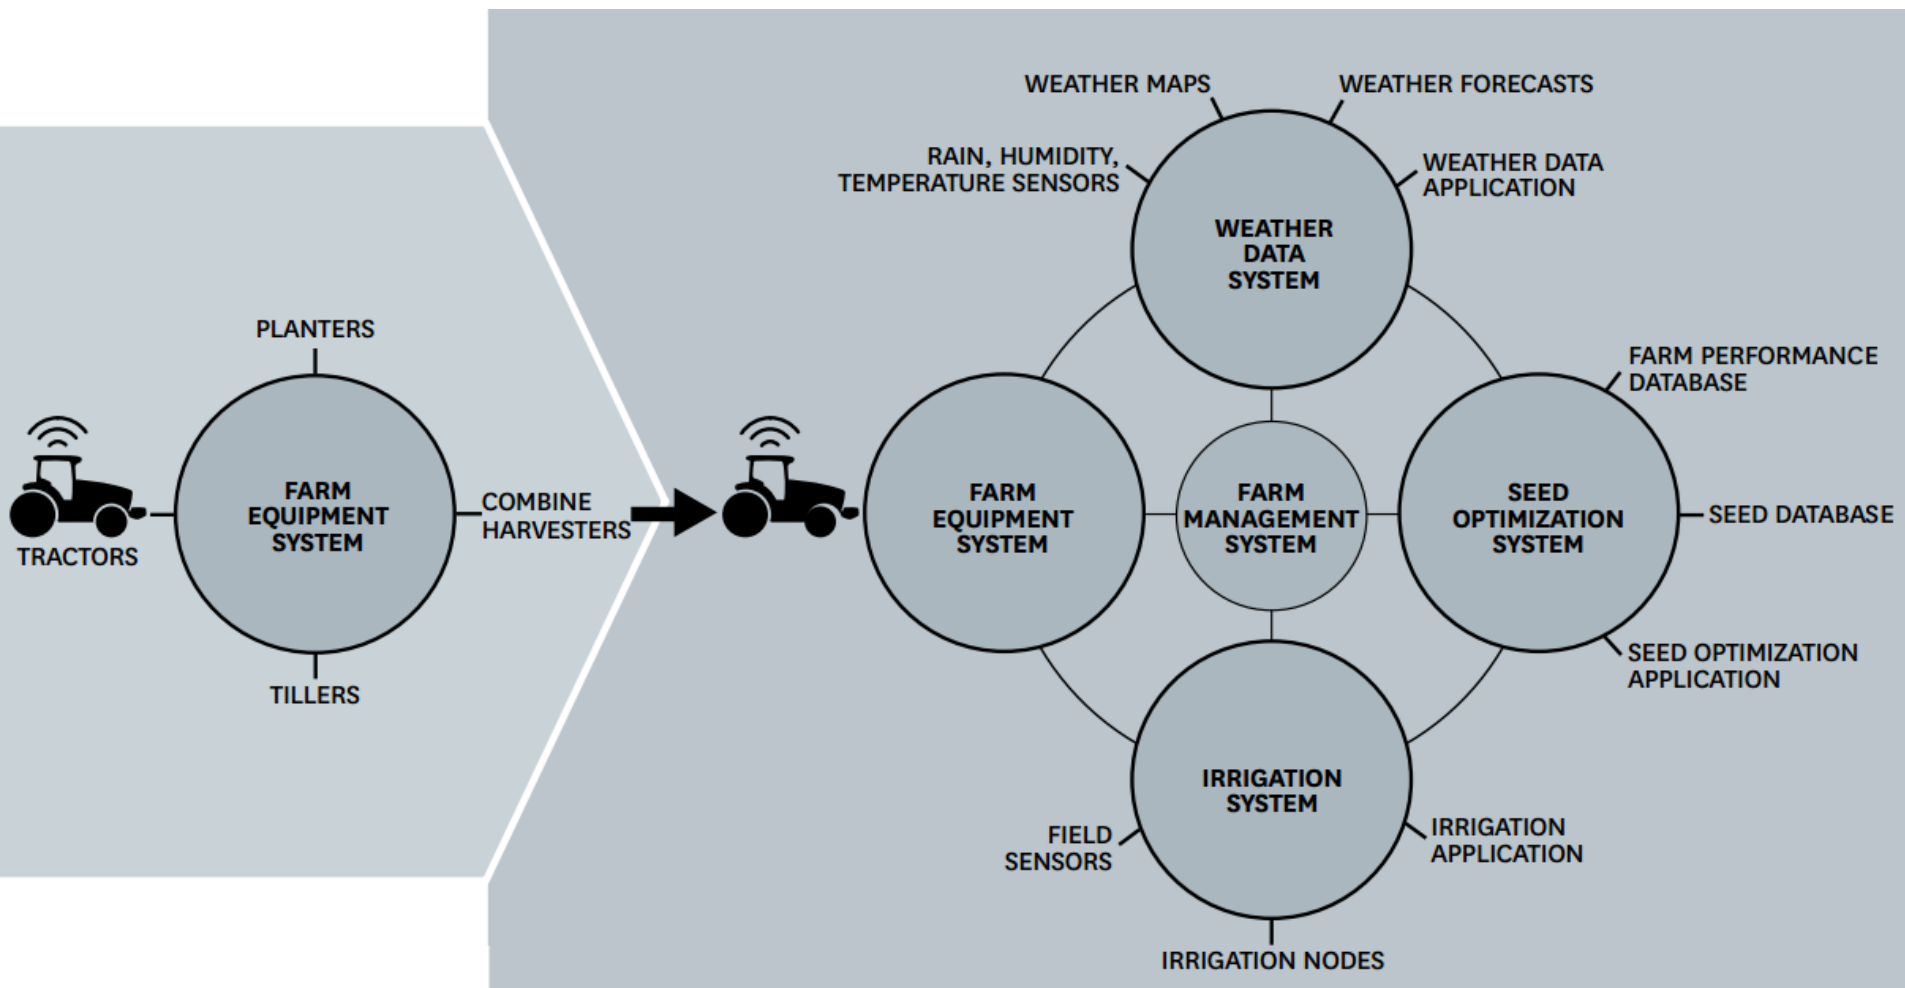 PLANTERS
FARM
EQUIPMENT
SYSTEM
TRACTORS
COMBINE
HARVESTERS
TILLERS
WEATHER MAPS
WEATHER FORECASTS
RAIN, HUMIDITY,
TEMPERATURE SENSORS
WEATHER DATA
APPLICATION
WEATHER
DATA
SYSTEM
FARM PERFORMANCE
DATABASE
FARM
EQUIPMENT
SYSTEM
FARM
MANAGEMENT
SYSTEM
SEED
OPTIMIZATION
SYSTEM
SEED DATABASE
SEED OPTIMIZATION
APPLICATION
IRRIGATION
SYSTEM
FIELD
SENSORS
IRRIGATION
APPLICATION
IRRIGATION NODES